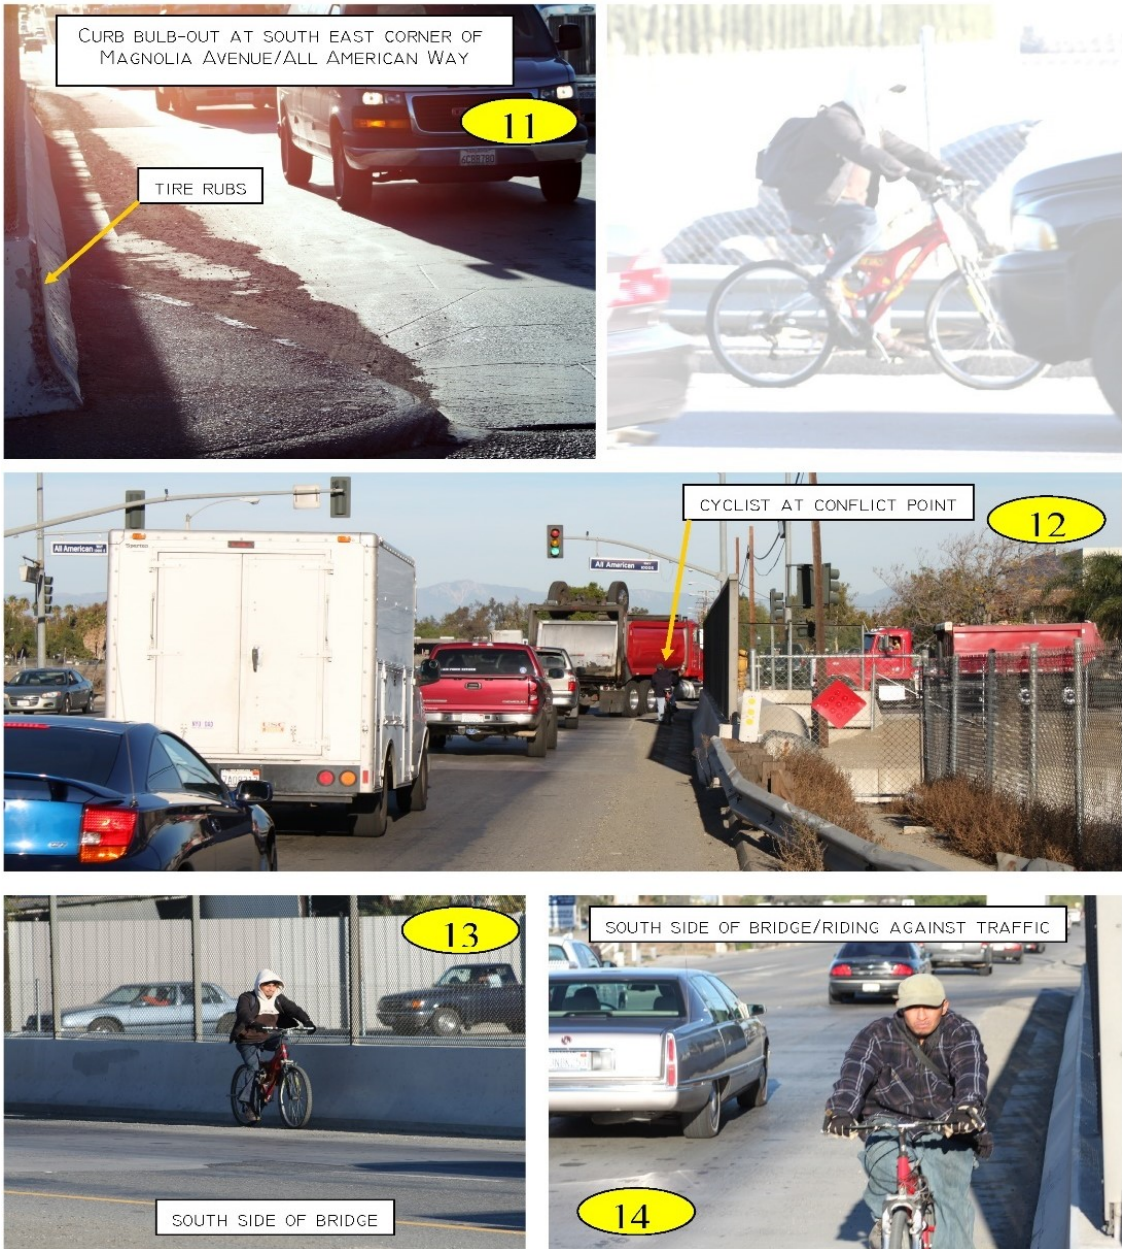 CURB BULB-OUT AT SOUTH EAST CORNER OF
MAGNOLIA AVENUE/ALL AMERICAN WAY
11
TIRE RUBS
CYCLIST AT CONFLICT POINT
12
All American
All American
13
SOUTH SIDE OF BRIDGE
SOUTH SIDE OF BRIDGE/RIDING AGAINST TRAFFIC
14